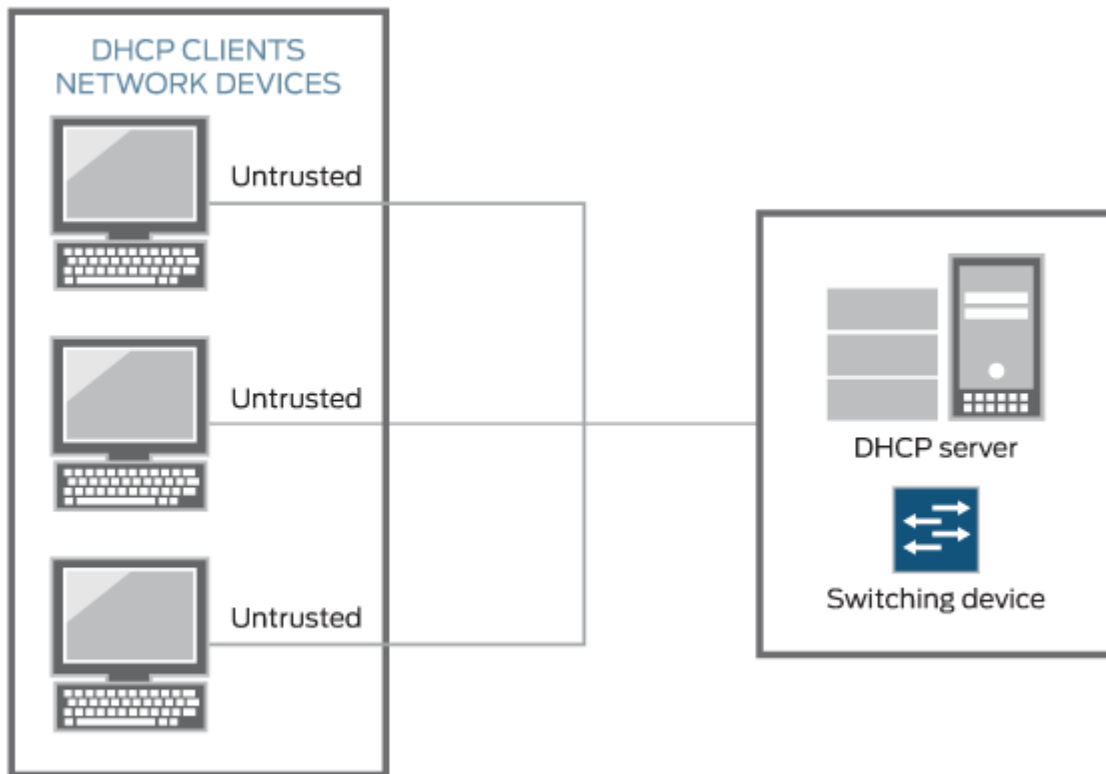 DHCP CLIENTS
NETWORK DEVICES
Untrusted
Untrusted
Untrusted
DHCP server
Switching device